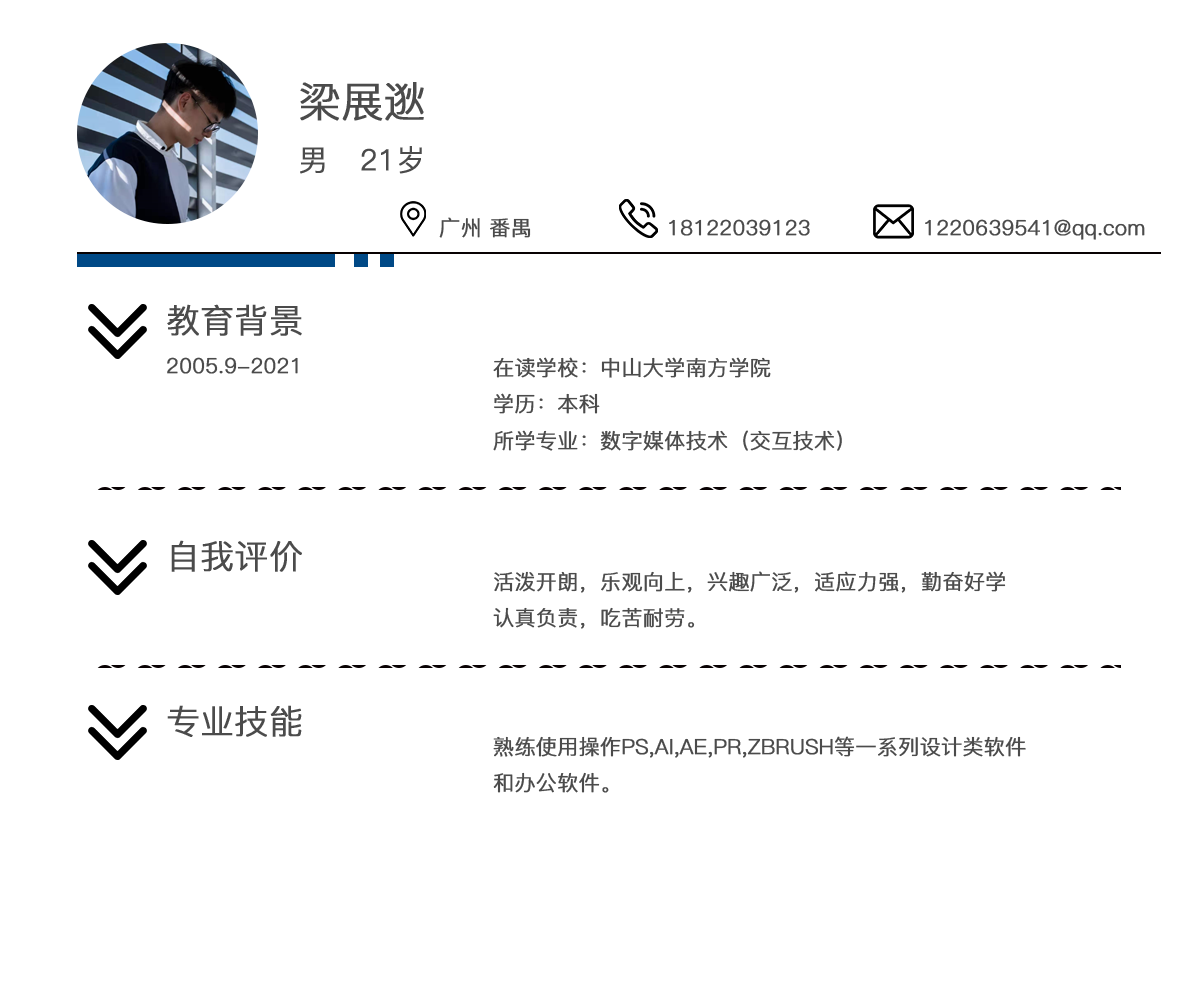 梁展逖
男 21岁
广州 番禺 18122039123 1220639541@qq.com
教育背景
2005.9–2021
在读学校：中山大学南方学院
学历：本科
所学专业：数字媒体技术（交互技术）
自我评价
活泼开朗，乐观向上，兴趣广泛，适应力强，勤奋好学
认真负责，吃苦耐劳。
专业技能
熟练使用操作PS,AI,AE,PR,ZBRUSH等一系列设计类软件
和办公软件。